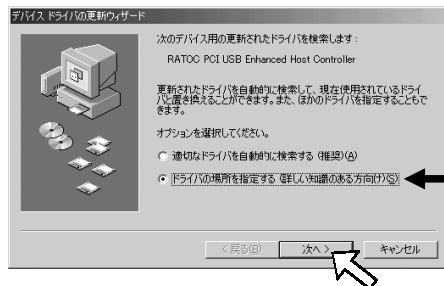 デバイス ドライバの更新ウィザード
次のデバイス用の更新されたドライバを検索します :
RATOC PCI USB Enhanced Host Controller
更新されたドライバを自動的に検索して、現在使用されているドライ
バと置き換えることができます。また、ほかのドライバを指定することもで
きます。
オプションを選択してください。
適切なドライバを自動的に検索する (推奨)(A)
ドライバの場所を指定する (詳しい知識のある方向け)(S)
< 戻る(B)
次へ >
キャンセル